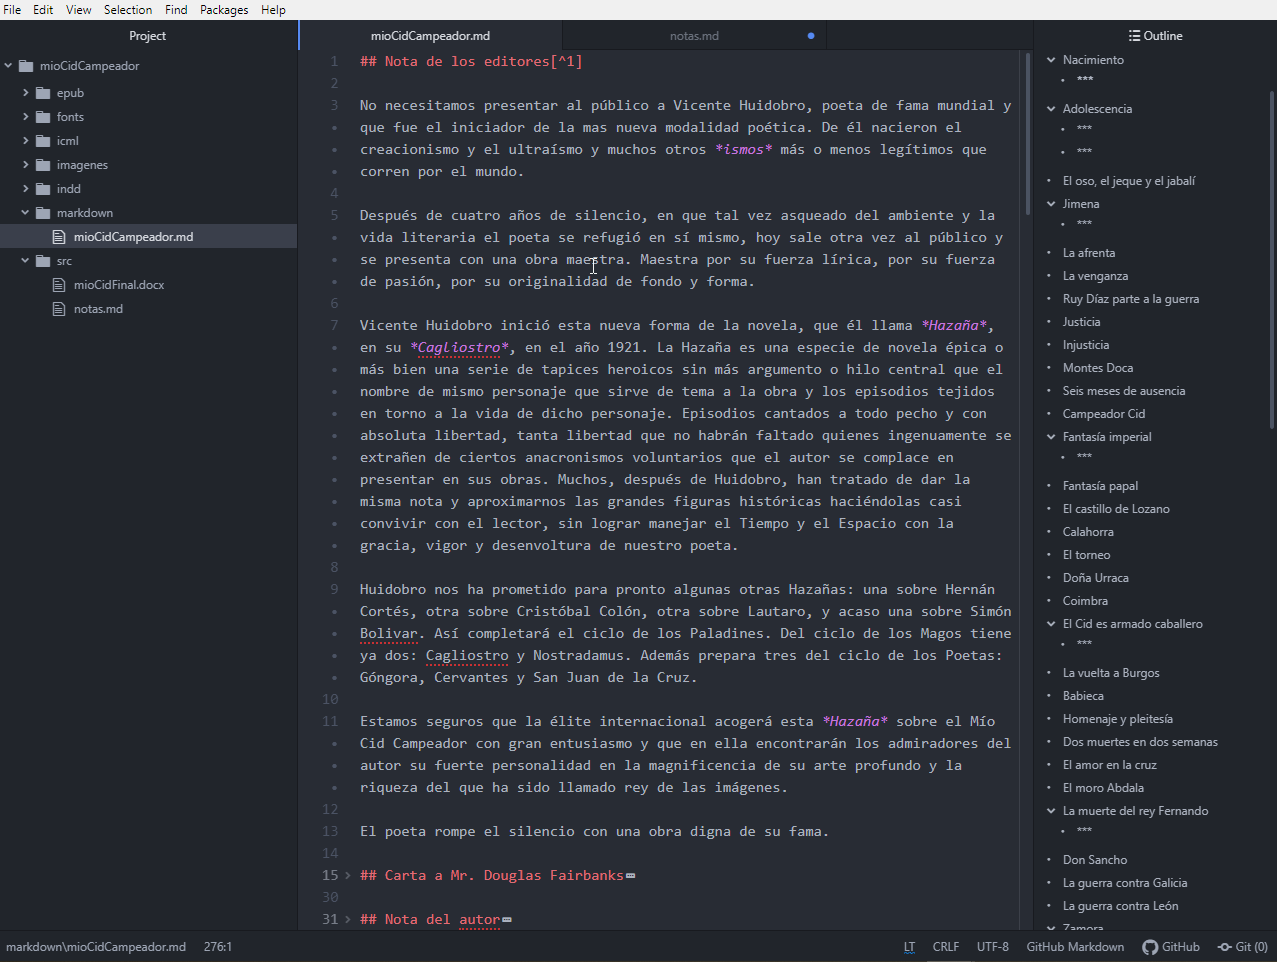 File Edit View Selection Find Packages Help
Project
mioCidCampeador
epub
fonts
icml
imagenes
indd
markdown
mioCidCampeador.md
src
mioCidFinal.docx
notas.md
mioCidCampeador.md notas.md
1 ## Nota de los editores[^1]
2
3 No necesitamos presentar al público a Vicente Huidobro, poeta de fama mundial y
• que fue el iniciador de la mas nueva modalidad poética. De él nacieron el
• creacionismo y el ultraísmo y muchos otros *ismos* más o menos legítimos que
• corren por el mundo.
4
5 Después de cuatro años de silencio, en que tal vez asqueado del ambiente y la
• vida literaria el poeta se refugió en sí mismo, hoy sale otra vez al público y
• se presenta con una obra maestra. Maestra por su fuerza lírica, por su fuerza
• de pasión, por su originalidad de fondo y forma.
6
7 Vicente Huidobro inició esta nueva forma de la novela, que él llama *Hazaña*,
• en su *Cagliostro*, en el año 1921. La Hazaña es una especie de novela épica o
• más bien una serie de tapices heroicos sin más argumento o hilo central que el
• nombre de mismo personaje que sirve de tema a la obra y los episodios tejidos
• en torno a la vida de dicho personaje. Episodios cantados a todo pecho y con
• absoluta libertad, tanta libertad que no habrán faltado quienes ingenuamente se
• extrañen de ciertos anacronismos voluntarios que el autor se complace en
• presentar en sus obras. Muchos, después de Huidobro, han tratado de dar la
• misma nota y aproximarnos las grandes figuras históricas haciéndolas casi
• convivir con el lector, sin lograr manejar el Tiempo y el Espacio con la
• gracia, vigor y desenvoltura de nuestro poeta.
8
9 Huidobro nos ha prometido para pronto algunas otras Hazañas: una sobre Hernán
• Cortés, otra sobre Cristóbal Colón, otra sobre Lautaro, y acaso una sobre Simón
• Bolivar. Así completará el ciclo de los Paladines. Del ciclo de los Magos tiene
• ya dos: Cagliostro y Nostradamus. Además prepara tres del ciclo de los Poetas:
• Góngora, Cervantes y San Juan de la Cruz.
10
11 Estamos seguros que la élite internacional acogerá esta *Hazaña* sobre el Mío
• Cid Campeador con gran entusiasmo y que en ella encontrarán los admiradores del
• autor su fuerte personalidad en la magnificencia de su arte profundo y la
• riqueza del que ha sido llamado rey de las imágenes.
12
13 El poeta rompe el silencio con una obra digna de su fama.
14
15 ## Carta a Mr. Douglas Fairbanks
30
31 ## Nota del autor
Outline
Nacimiento
• ***
Adolescencia
• ***
• ***
• El oso, el jeque y el jabalí
Jimena
• ***
• La afrenta
• La venganza
• Ruy Díaz parte a la guerra
• Justicia
• Injusticia
• Montes Doca
• Seis meses de ausencia
• Campeador Cid
Fantasía imperial
• ***
• Fantasía papal
• El castillo de Lozano
• Calahorra
• El torneo
• Doña Urraca
• Coimbra
El Cid es armado caballero
• ***
• La vuelta a Burgos
• Babieca
• Homenaje y pleitesía
• Dos muertes en dos semanas
• El amor en la cruz
• El moro Abdala
La muerte del rey Fernando
• ***
• Don Sancho
• La guerra contra Galicia
• La guerra contra León
Zamora
markdown\mioCidCampeador.md 276:1 LT CRLF UTF-8 GitHub Markdown GitHub Git (0)